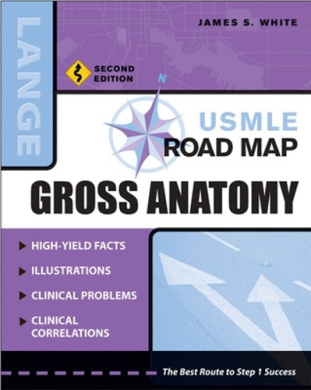 JAMES S. WHITE
LANGE
SECOND
EDITION
N
USMLE
ROAD MAP
GROSS ANATOMY
HIGH-YIELD FACTS
ILLUSTRATIONS
CLINICAL PROBLEMS
CLINICAL
CORRELATIONS
The Best Route to Step 1 Success